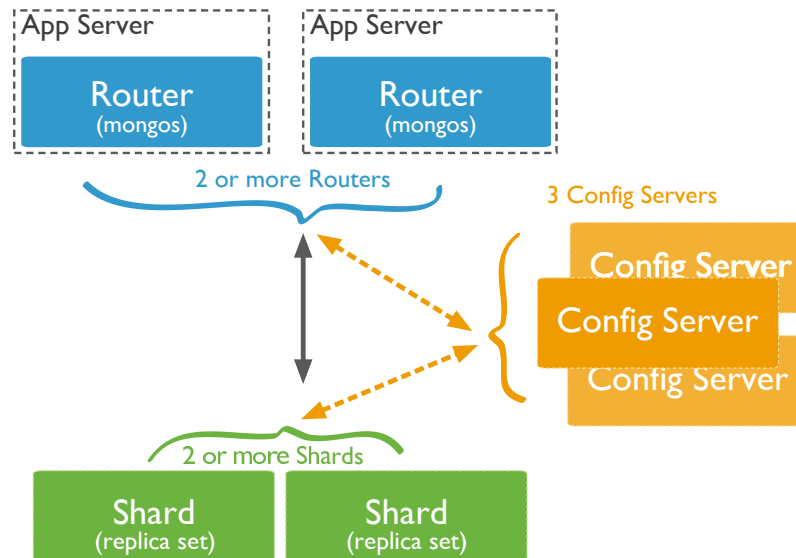 App Server
App Server
Router
(mongos)
Router
(mongos)
2 or more Routers
3 Config Servers
Config Server
Config Server
Config Server
2 or more Shards
Shard
(replica set)
Shard
(replica set)